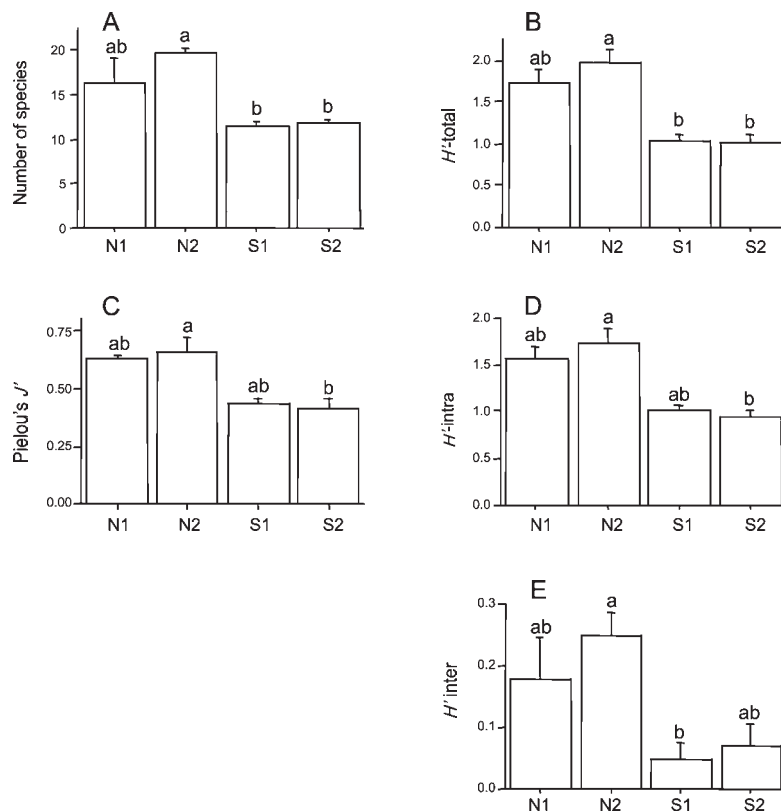 A
Number of species
20
15
10
5
0
ab
a
b
b
N1 N2 S1 S2
B
H'-total
2.0
1.5
1.0
0.5
0.0
ab
a
b
b
N1 N2 S1 S2
C
Pielou's J'
0.75
0.50
0.25
0.00
ab
a
ab
b
N1 N2 S1 S2
D
H'-intra
2.0
1.5
1.0
0.5
0.0
ab
a
ab
b
N1 N2 S1 S2
E
H' inter
0.3
0.2
0.1
0.0
ab
a
b
ab
N1 N2 S1 S2